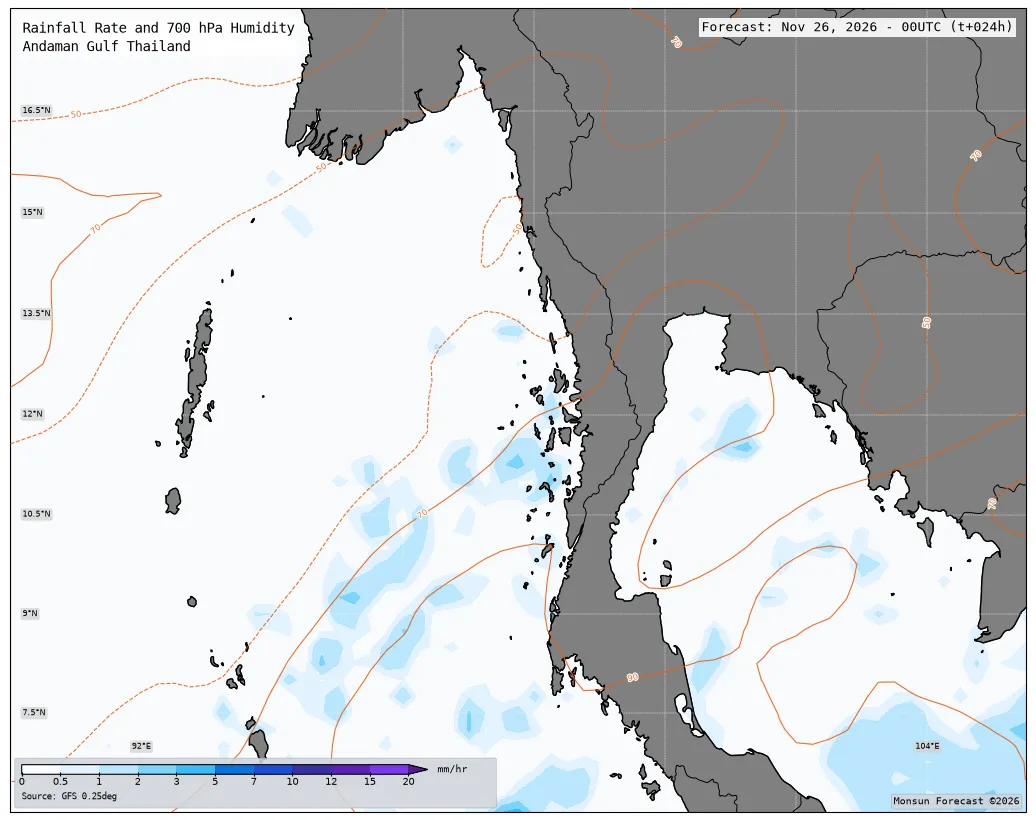 Rainfall Rate and 700 hPa Humidity
Andaman Gulf Thailand
Forecast: Nov 26, 2026 - 00UTC (t+024h)
70
16.5°N
50
50
70
15°N
50
70
13.5°N
50
12°N
10.5°N
70
70
9°N
90
7.5°N
92°E
104°E
0 0.5 1 2 3 5 7 10 12 15 20 mm/hr
Source: GFS 0.25deg
Monsun Forecast ©2026